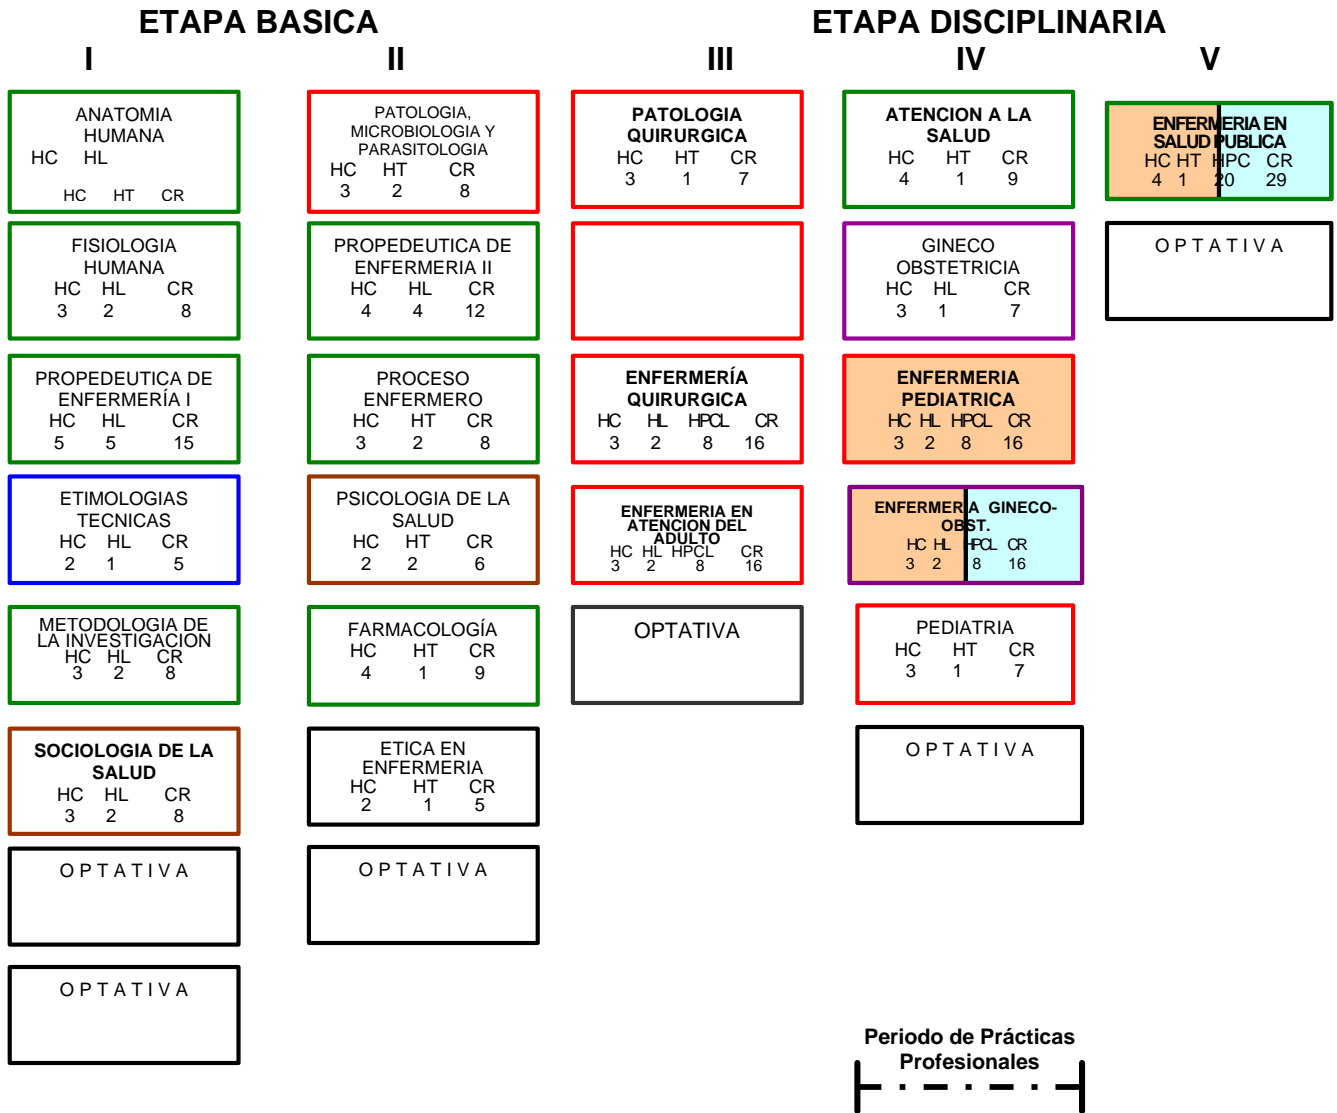 ETAPA BASICA
ETAPA DISCIPLINARIA
I
II
III
IV
V
ANATOMIA
HUMANA
HC HL
HC HT CR
FISIOLOGIA
HUMANA
HC HL CR
3 2 8
PROPEDEUTICA DE
ENFERMERÍA I
HC HL CR
5 5 15
ETIMOLOGIAS
TECNICAS
HC HL CR
2 1 5
METODOLOGIA DE
LA INVESTIGACION
HC HL CR
3 2 8
SOCIOLOGIA DE LA
SALUD
HC HL CR
3 2 8
O P T A T I V A
O P T A T I V A
PATOLOGIA,
MICROBIOLOGIA Y
PARASITOLOGIA
HC HT CR
3 2 8
PROPEDEUTICA DE
ENFERMERIA II
HC HL CR
4 4 12
PROCESO
ENFERMERO
HC HT CR
3 2 8
PSICOLOGIA DE LA
SALUD
HC HT CR
2 2 6
FARMACOLOGÍA
HC HT CR
4 1 9
ETICA EN
ENFERMERIA
HC HT CR
2 1 5
O P T A T I V A
PATOLOGIA
QUIRURGICA
HC HT CR
3 1 7
ENFERMERÍA
QUIRURGICA
HC HL HPCL CR
3 2 8 16
ENFERMERIA EN
ATENCION DEL
ADULTO
HC HL HPCL CR
3 2 8 16
OPTATIVA
ATENCION A LA
SALUD
HC HT CR
4 1 9
GINECO
OBSTETRICIA
HC HL CR
3 1 7
ENFERMERIA
PEDIATRICA
HC HL HPCL CR
3 2 8 16
ENFERMERIA GINECO-
OBST.
HC HL HPCL CR
3 2 8 16
PEDIATRIA
HC HT CR
3 1 7
O P T A T I V A
Periodo de Prácticas
Profesionales
ENFERMERIA EN
SALUD PUBLICA
HC HT HPC CR
4 1 20 29
O P T A T I V A